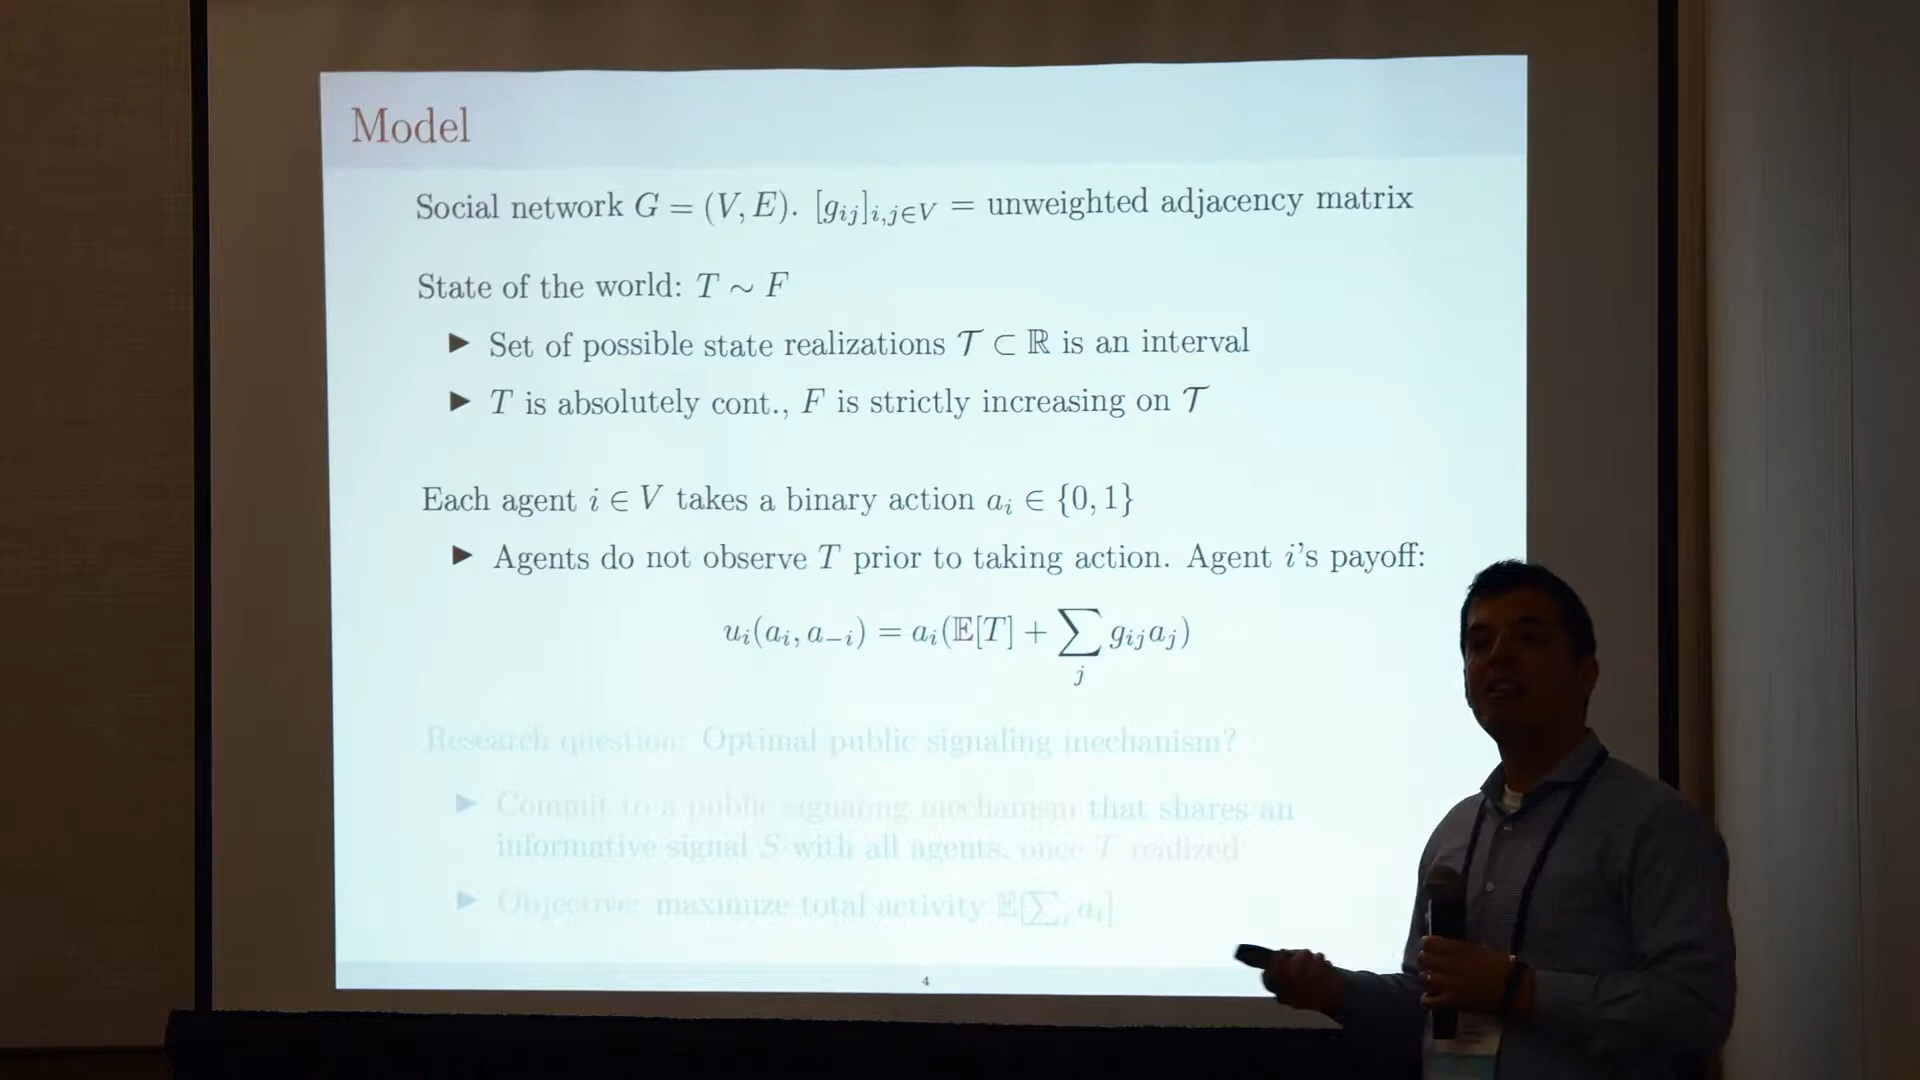 Model
Social network G = (V, E). [g_{ij}]_{i,j∈V} = unweighted adjacency matrix
State of the world: T ∼ F
▶ Set of possible state realizations 𝒯 ⊂ ℝ is an interval
▶ T is absolutely cont., F is strictly increasing on 𝒯
Each agent i ∈ V takes a binary action a_i ∈ {0, 1}
▶ Agents do not observe T prior to taking action. Agent i's payoff:
u_i(a_i, a_{−i}) = a_i(𝔼[T] + ∑_j g_{ij}a_j)
Research question: Optimal public signaling mechanism?
▶ Commit to a public signaling mechanism that shares an
informative signal S with all agents, once T realized
▶ Objective: maximize total activity 𝔼[∑_i a_i]
4